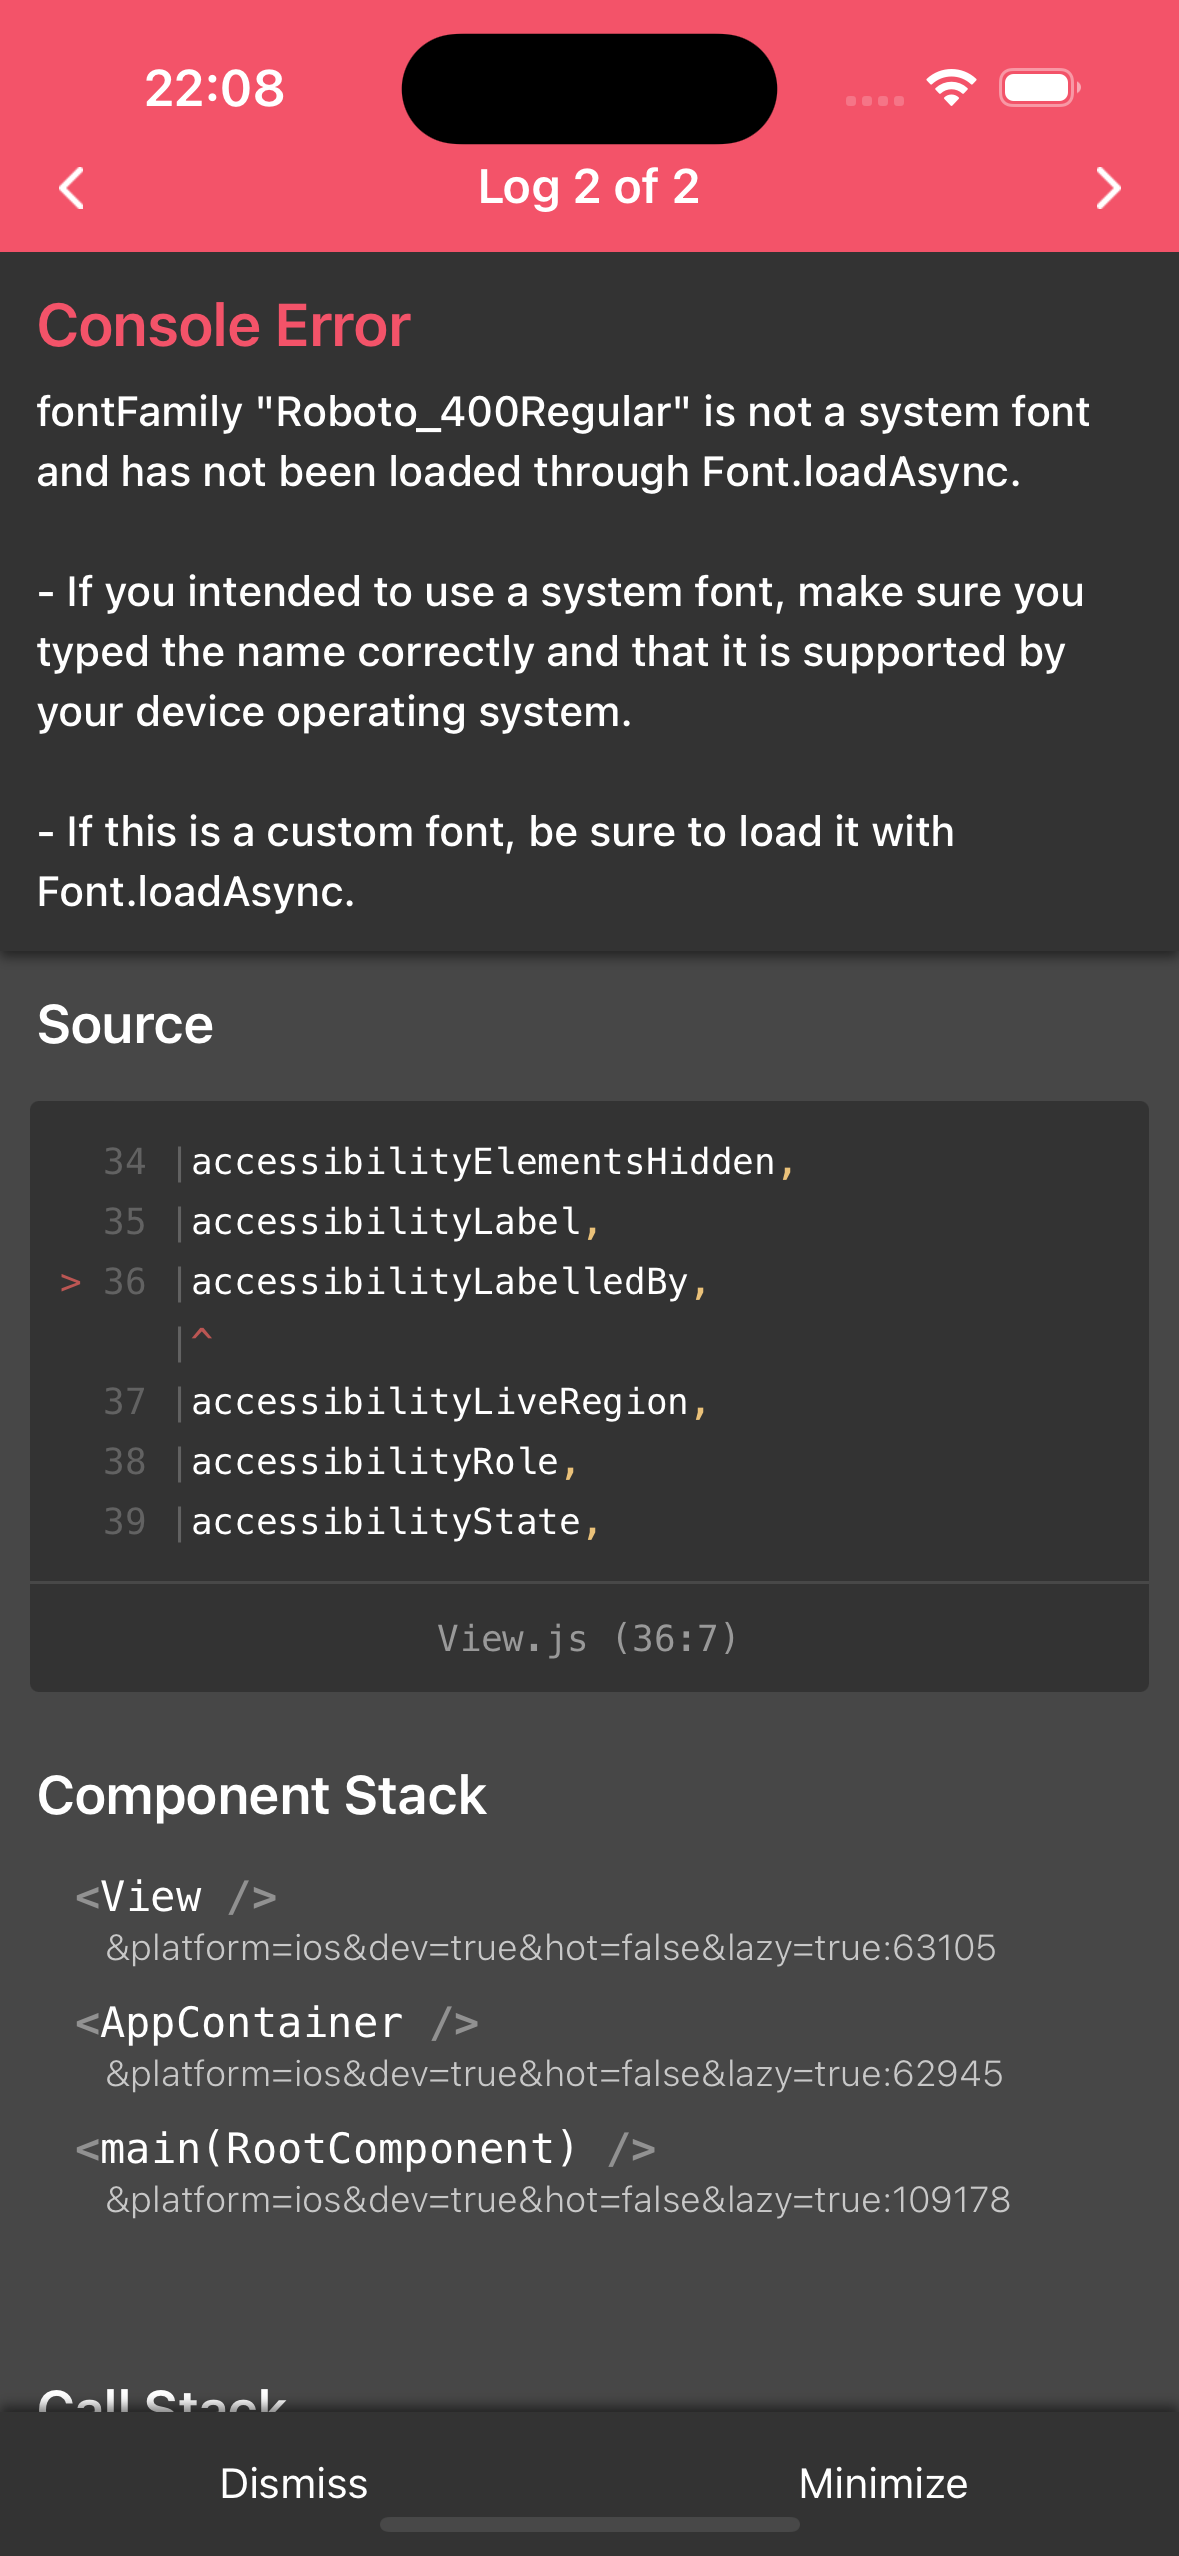 22:08
Log 2 of 2
Console Error
fontFamily "Roboto_400Regular" is not a system font
and has not been loaded through Font.loadAsync.
- If you intended to use a system font, make sure you
typed the name correctly and that it is supported by
your device operating system.
- If this is a custom font, be sure to load it with
Font.loadAsync.
Source
34 |accessibilityElementsHidden,
35 |accessibilityLabel,
> 36 |accessibilityLabelledBy,
|^
37 |accessibilityLiveRegion,
38 |accessibilityRole,
39 |accessibilityState,
View.js (36:7)
Component Stack
<View />
&platform=ios&dev=true&hot=false&lazy=true:63105
<AppContainer />
&platform=ios&dev=true&hot=false&lazy=true:62945
<main(RootComponent) />
&platform=ios&dev=true&hot=false&lazy=true:109178
Call Stack
Dismiss Minimize